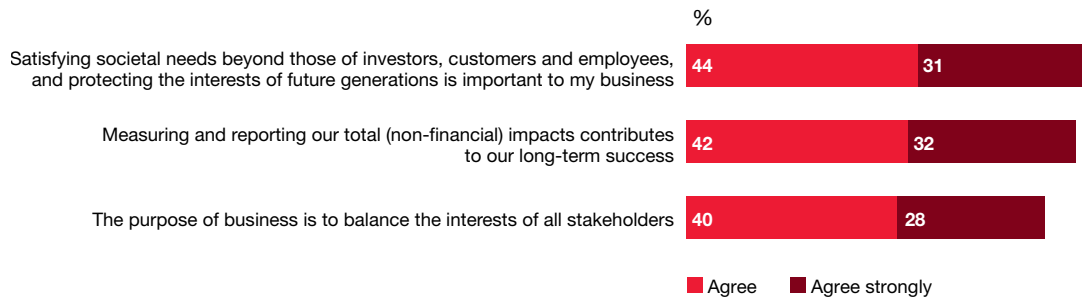 %
Satisfying societal needs beyond those of investors, customers and employees,
and protecting the interests of future generations is important to my business
44 31
Measuring and reporting our total (non-financial) impacts contributes
to our long-term success
42 32
The purpose of business is to balance the interests of all stakeholders
40 28
Agree Agree strongly